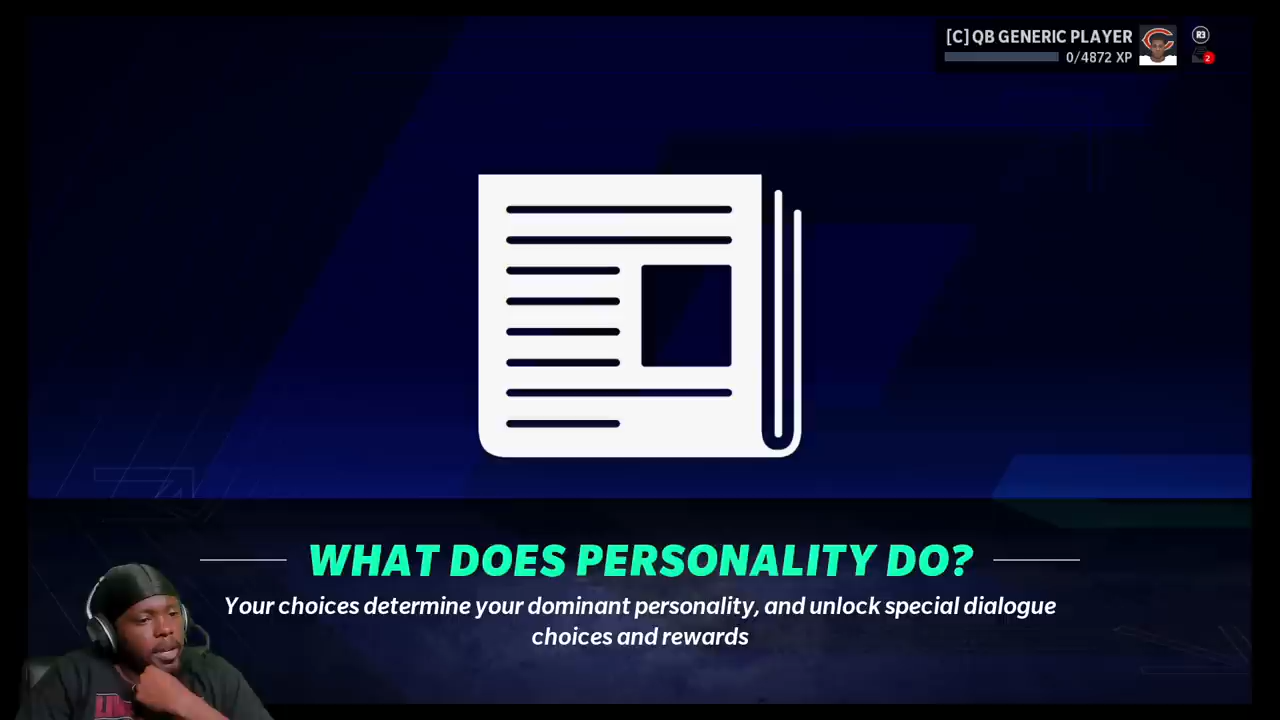 [C] QB GENERIC PLAYER
R3
0/4872 XP
2
WHAT DOES PERSONALITY DO?
Your choices determine your dominant personality, and unlock special dialogue
choices and rewards